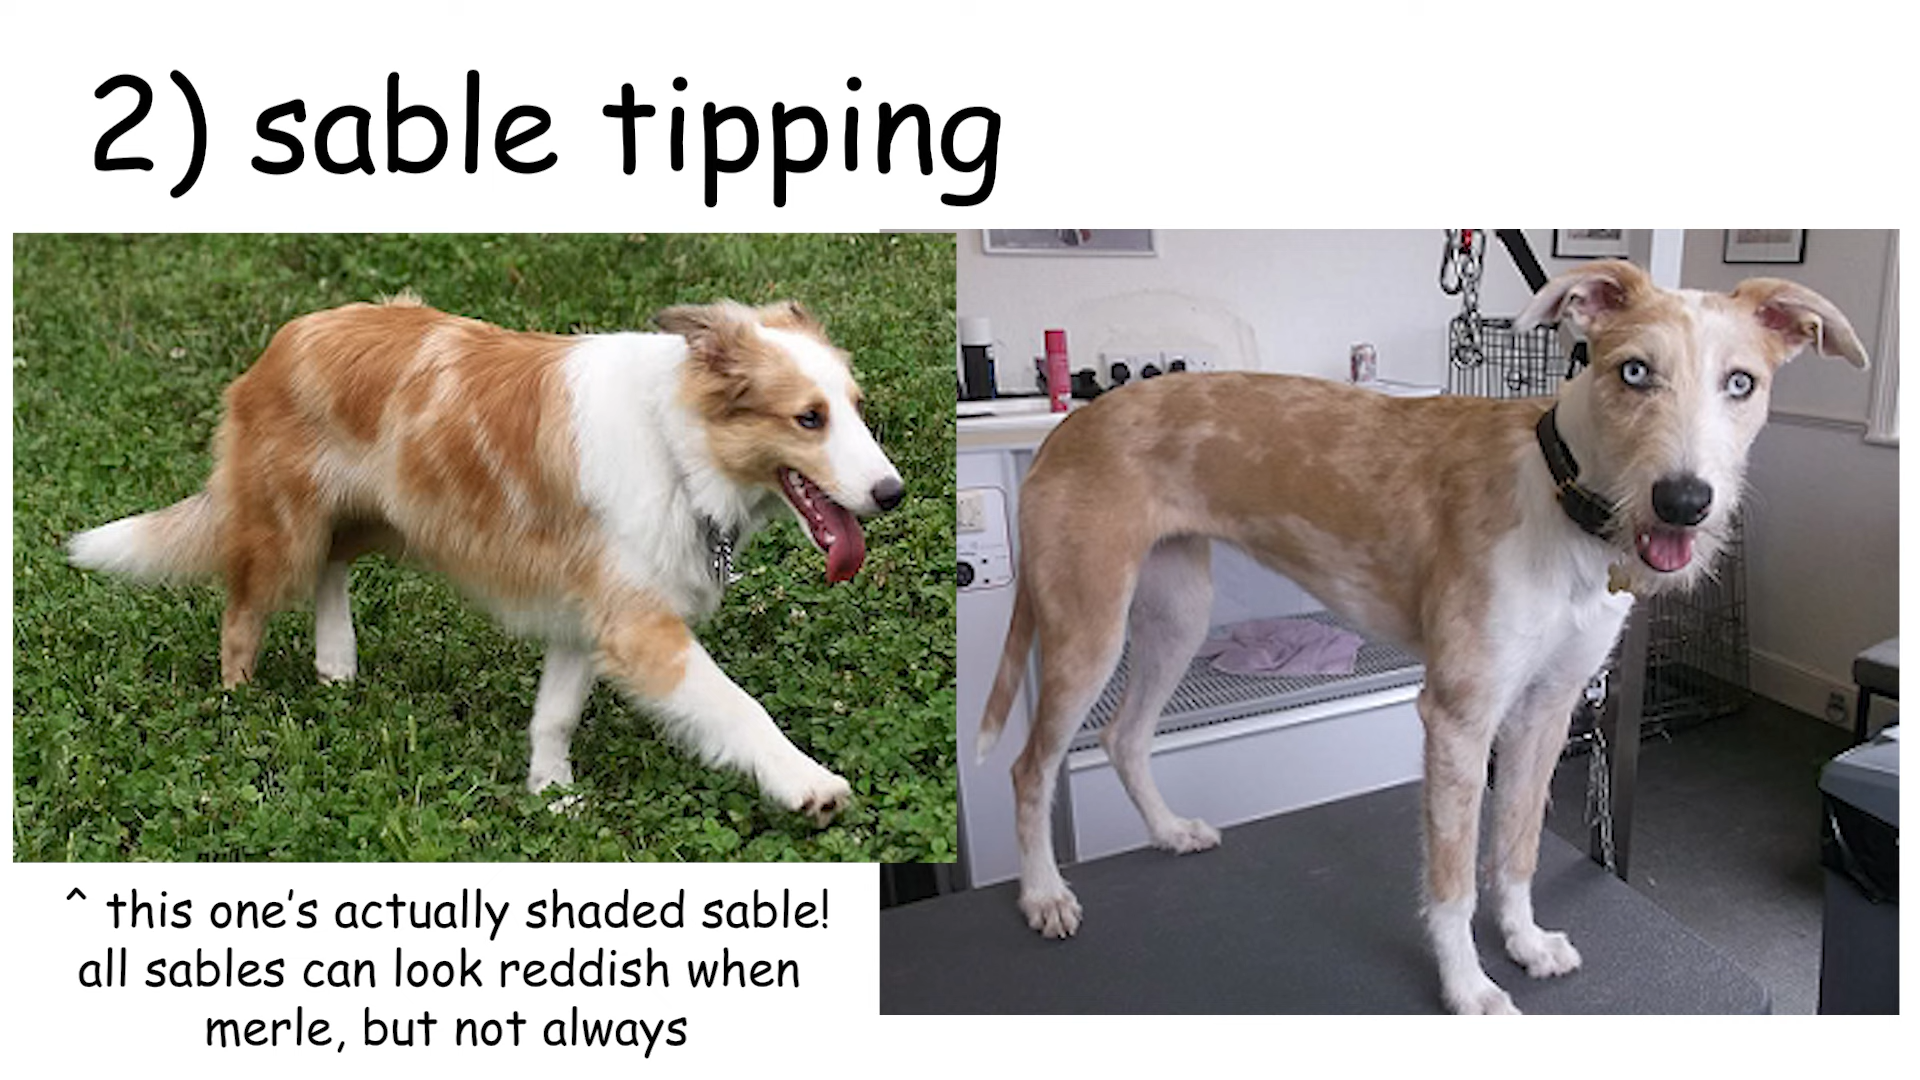 2) sable tipping
^ this one's actually shaded sable!
all sables can look reddish when
merle, but not always